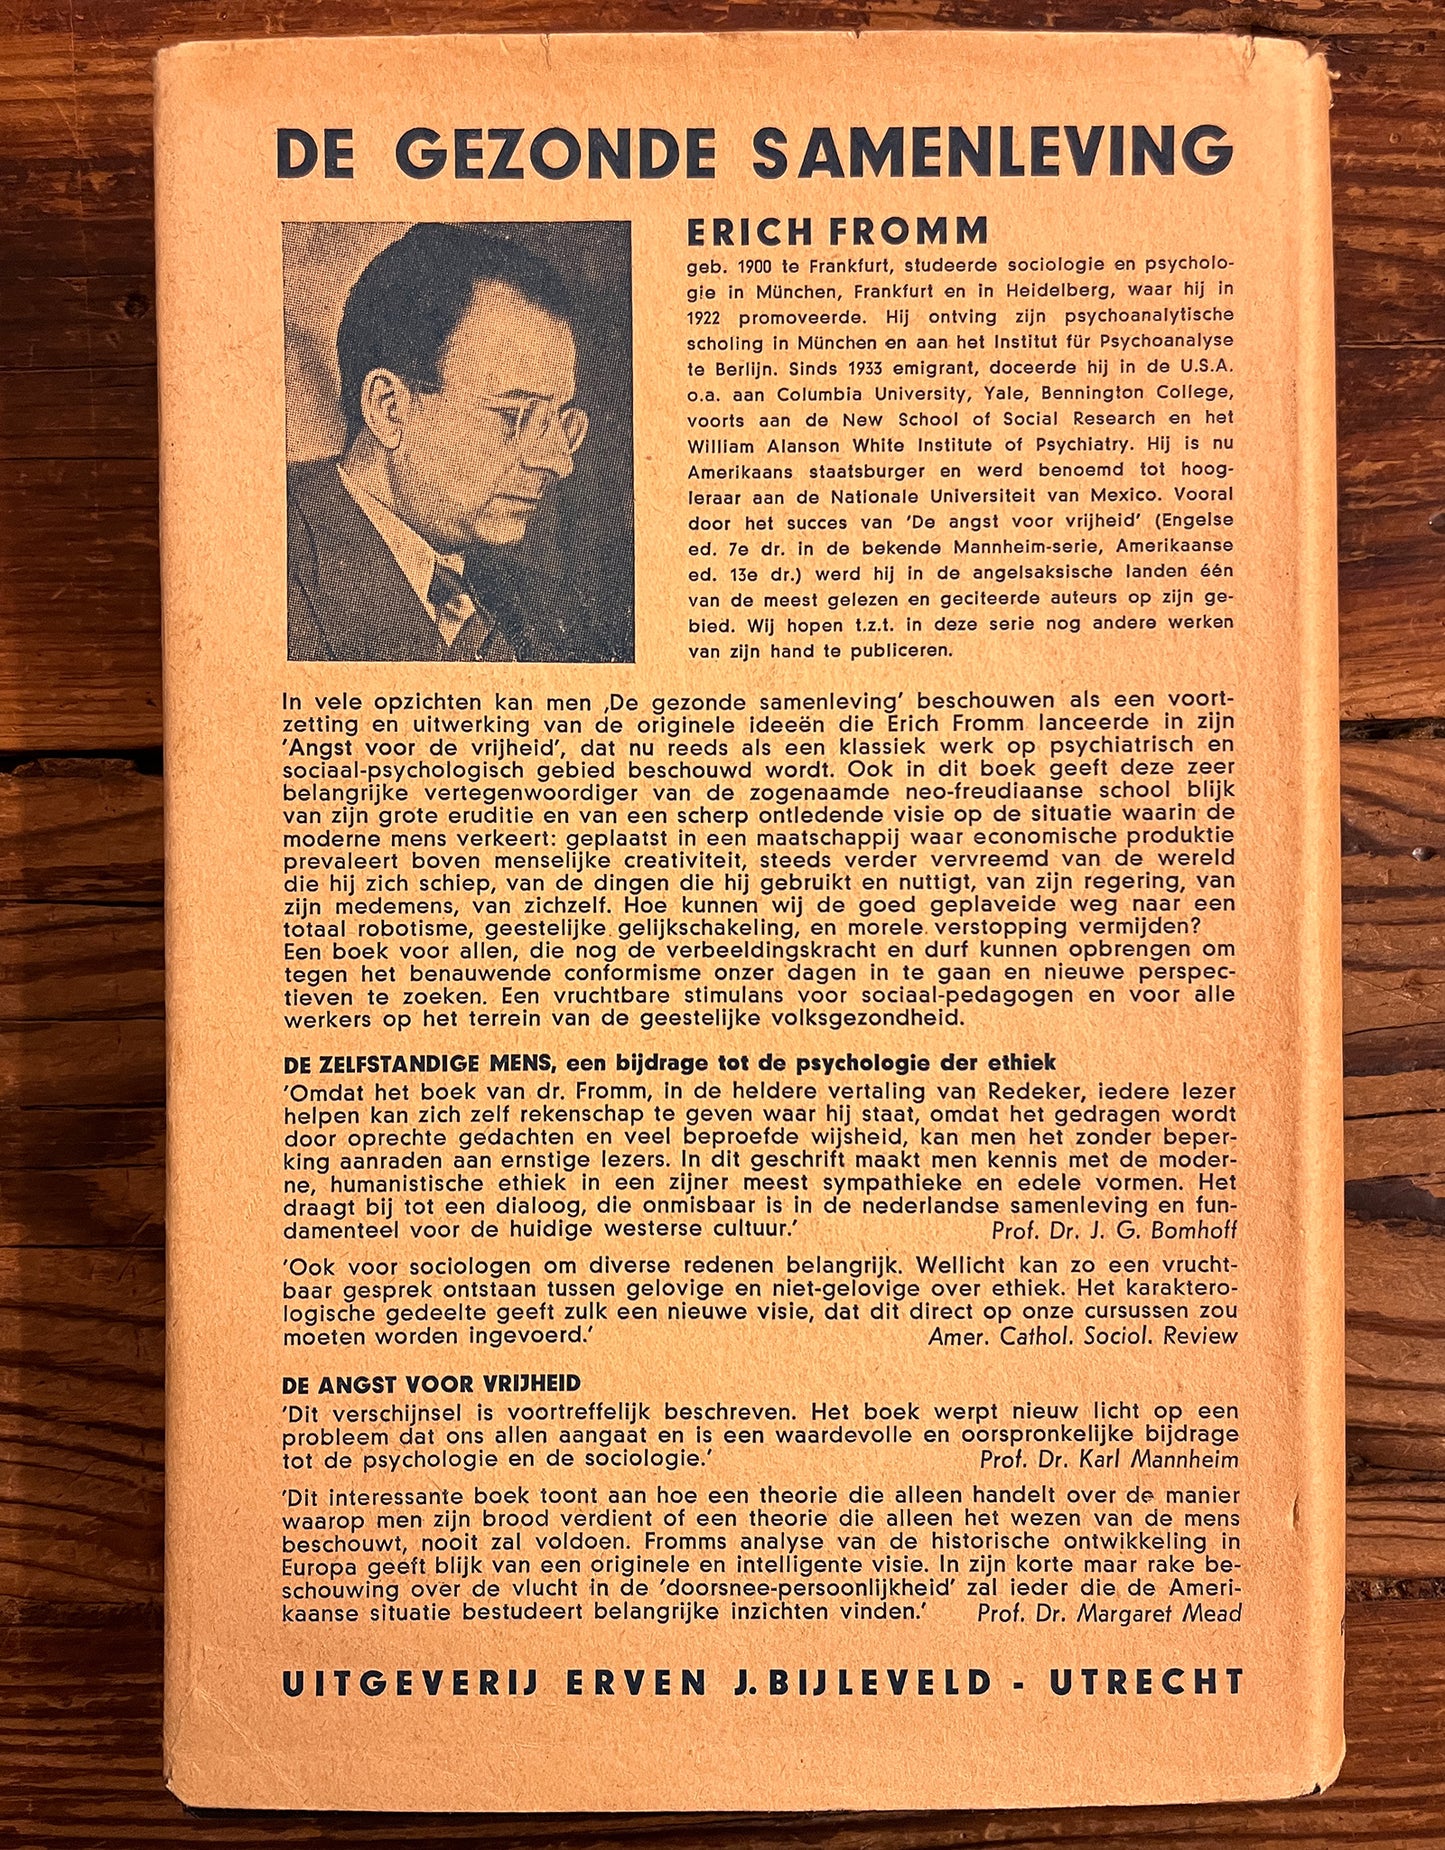 DE GEZONDE SAMENLEVING
ERICH FROMM
geb. 1900 te Frankfurt, studeerde sociologie en psycholo-
gie in München, Frankfurt en in Heidelberg, waar hij in
1922 promoveerde. Hij ontving zijn psychoanalytische
scholing in München en aan het Institut für Psychoanalyse
te Berlijn. Sinds 1933 emigrant, doceerde hij in de U.S.A.
o.a. aan Columbia University, Yale, Bennington College,
voorts aan de New School of Social Research en het
William Alanson White Institute of Psychiatry. Hij is nu
Amerikaans staatsburger en werd benoemd tot hoog-
leraar aan de Nationale Universiteit van Mexico. Vooral
door het succes van 'De angst voor vrijheid' (Engelse
ed. 7e dr. in de bekende Mannheim-serie, Amerikaanse
ed. 13e dr.) werd hij in de angelsaksische landen één
van de meest gelezen en geciteerde auteurs op zijn ge-
bied. Wij hopen t.z.t. in deze serie nog andere werken
van zijn hand te publiceren.
In vele opzichten kan men ,De gezonde samenleving' beschouwen als een voort-
zetting en uitwerking van de originele ideeën die Erich Fromm lanceerde in zijn
'Angst voor de vrijheid', dat nu reeds als een klassiek werk op psychiatrisch en
sociaal-psychologisch gebied beschouwd wordt. Ook in dit boek geeft deze zeer
belangrijke vertegenwoordiger van de zogenaamde neo-freudiaanse school blijk
van zijn grote eruditie en van een scherp ontledende visie op de situatie waarin de
moderne mens verkeert: geplaatst in een maatschappij waar economische produktie
prevaleert boven menselijke creativiteit, steeds verder vervreemd van de wereld
die hij zich schiep, van de dingen die hij gebruikt en nuttigt, van zijn regering, van
zijn medemens, van zichzelf. Hoe kunnen wij de goed geplaveide weg naar een
totaal robotisme, geestelijke gelijkschakeling, en morele verstopping vermijden?
Een boek voor allen, die nog de verbeeldingskracht en durf kunnen opbrengen om
tegen het benauwende conformisme onzer dagen in te gaan en nieuwe perspec-
tieven te zoeken. Een vruchtbare stimulans voor sociaal-pedagogen en voor alle
werkers op het terrein van de geestelijke volksgezondheid.
DE ZELFSTANDIGE MENS, een bijdrage tot de psychologie der ethiek
'Omdat het boek van dr. Fromm, in de heldere vertaling van Redeker, iedere lezer
helpen kan zich zelf rekenschap te geven waar hij staat, omdat het gedragen wordt
door oprechte gedachten en veel beproefde wijsheid, kan men het zonder beper-
king aanraden aan ernstige lezers. In dit geschrift maakt men kennis met de moder-
ne, humanistische ethiek in een zijner meest sympathieke en edele vormen. Het
draagt bij tot een dialoog, die onmisbaar is in de nederlandse samenleving en fun-
damenteel voor de huidige westerse cultuur.' Prof. Dr. J. G. Bomhoff
'Ook voor sociologen om diverse redenen belangrijk. Wellicht kan zo een vrucht-
baar gesprek ontstaan tussen gelovige en niet-gelovige over ethiek. Het karaktero-
logische gedeelte geeft zulk een nieuwe visie, dat dit direct op onze cursussen zou
moeten worden ingevoerd.' Amer. Cathol. Sociol. Review
DE ANGST VOOR VRIJHEID
'Dit verschijnsel is voortreffelijk beschreven. Het boek werpt nieuw licht op een
probleem dat ons allen aangaat en is een waardevolle en oorspronkelijke bijdrage
tot de psychologie en de sociologie.' Prof. Dr. Karl Mannheim
'Dit interessante boek toont aan hoe een theorie die alleen handelt over de manier
waarop men zijn brood verdient of een theorie die alleen het wezen van de mens
beschouwt, nooit zal voldoen. Fromms analyse van de historische ontwikkeling in
Europa geeft blijk van een originele en intelligente visie. In zijn korte maar rake be-
schouwing over de vlucht in de 'doorsnee-persoonlijkheid' zal ieder die de Ameri-
kaanse situatie bestudeert belangrijke inzichten vinden.' Prof. Dr. Margaret Mead
UITGEVERIJ ERVEN J. BIJLEVELD - UTRECHT